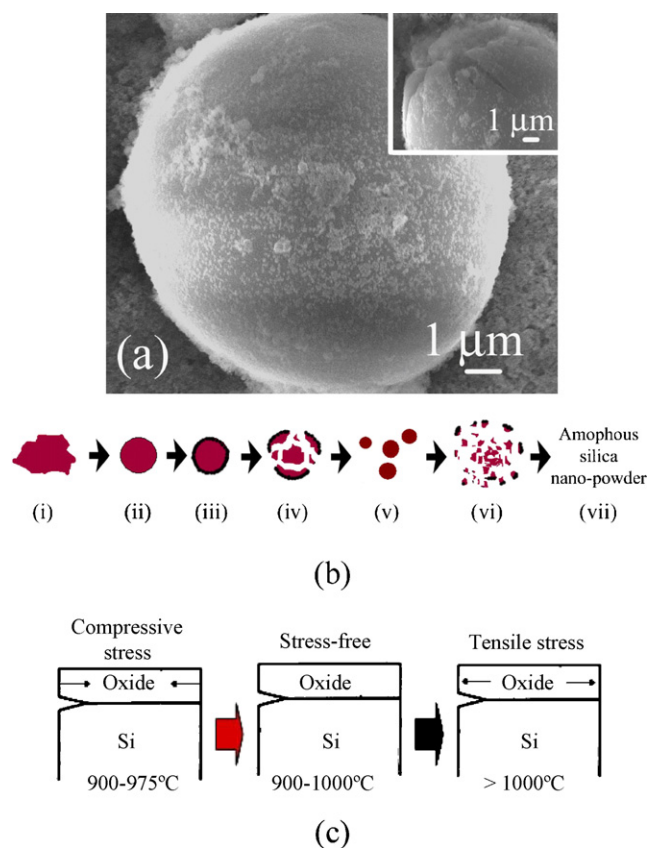 1 μm
(a)
1 μm
Amophous
silica
nano-powder
(i) (ii) (iii) (iv) (v) (vi) (vii)
(b)
Compressive
stress
Stress-free
Tensile stress
Oxide
Oxide
Oxide
Si
Si
Si
900-975ºC
900-1000ºC
> 1000ºC
(c)